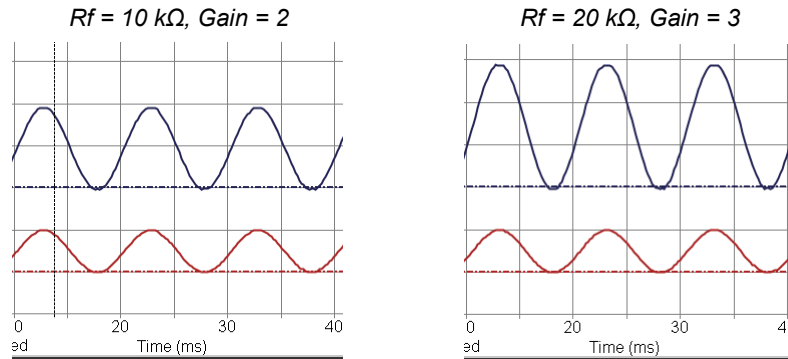 Rf = 10 kΩ, Gain = 2
0 20 30 40
ed Time (ms)
Rf = 20 kΩ, Gain = 3
0 20 30 4
ed Time (ms)